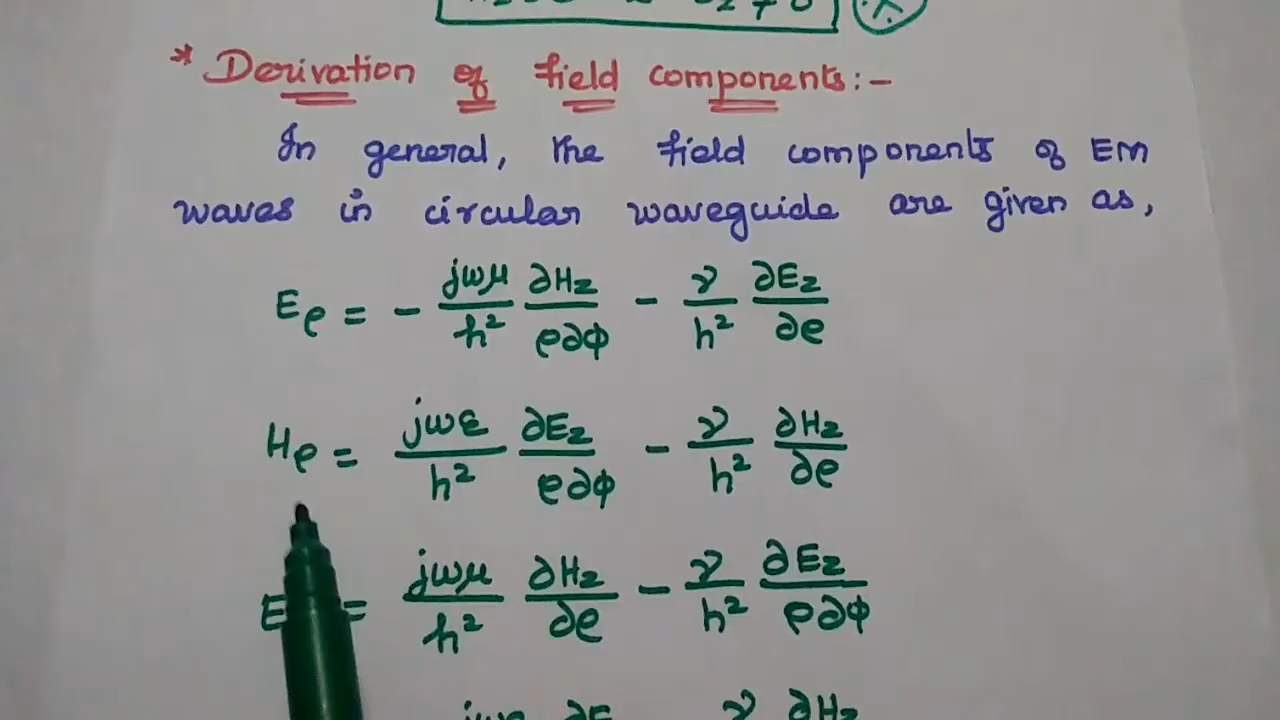 * Derivation of field components:-
In general, the field components of EM
waves in circular waveguide are given as,
Eρ = - jωμ/h² ∂Hz/ρ∂φ - γ/h² ∂Ez/∂ρ
Hρ = jωε/h² ∂Ez/ρ∂φ - γ/h² ∂Hz/∂ρ
E = jωμ/h² ∂Hz/∂ρ - γ/h² ∂Ez/ρ∂φ
γ ∂Hz